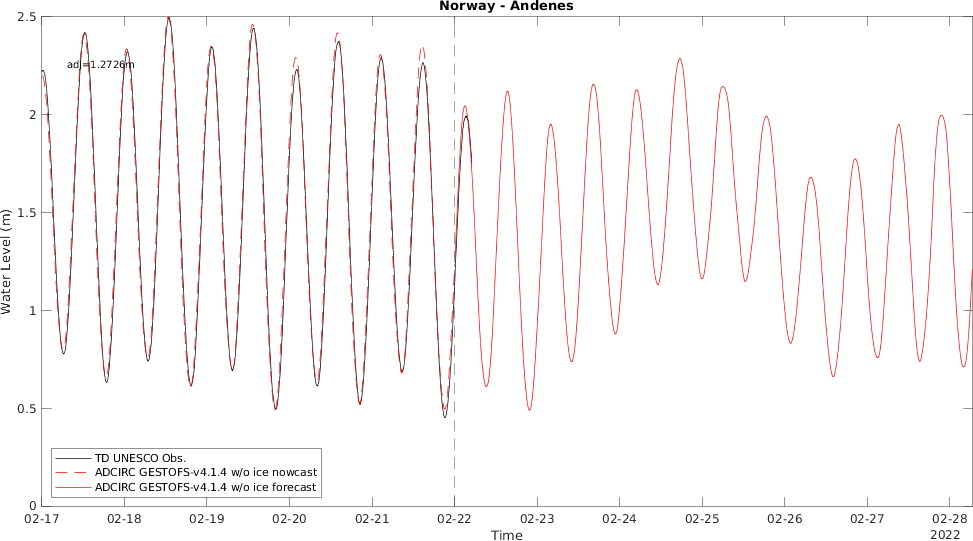 Norway - Andenes
adj=1.2726m
2.5
2
1.5
1
0.5
0
Water Level (m)
TD UNESCO Obs.
ADCIRC GESTOFS-v4.1.4 w/o ice nowcast
ADCIRC GESTOFS-v4.1.4 w/o ice forecast
02-17 02-18 02-19 02-20 02-21 02-22 02-23 02-24 02-25 02-26 02-27 02-28
2022
Time